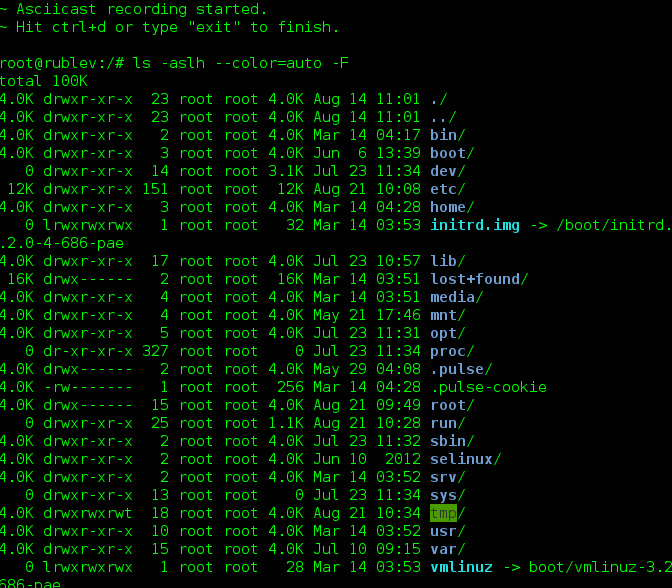 ~ Asciicast recording started.
~ Hit ctrl+d or type "exit" to finish.
root@rublev:/# ls -aslh --color=auto -F
total 100K
4.0K drwxr-xr-x  23 root root 4.0K Aug 14 11:01 ./
4.0K drwxr-xr-x  23 root root 4.0K Aug 14 11:01 ../
4.0K drwxr-xr-x   2 root root 4.0K Mar 14 04:17 bin/
4.0K drwxr-xr-x   3 root root 4.0K Jun  6 13:39 boot/
   0 drwxr-xr-x  14 root root 3.1K Jul 23 11:34 dev/
 12K drwxr-xr-x 151 root root  12K Aug 21 10:08 etc/
4.0K drwxr-xr-x   3 root root 4.0K Mar 14 04:28 home/
   0 lrwxrwxrwx   1 root root   32 Mar 14 03:53 initrd.img -> /boot/initrd.
.2.0-4-686-pae
4.0K drwxr-xr-x  17 root root 4.0K Jul 23 10:57 lib/
 16K drwx------   2 root root  16K Mar 14 03:51 lost+found/
4.0K drwxr-xr-x   4 root root 4.0K Mar 14 03:51 media/
4.0K drwxr-xr-x   4 root root 4.0K May 21 17:46 mnt/
4.0K drwxr-xr-x   5 root root 4.0K Jul 23 11:31 opt/
   0 dr-xr-xr-x 327 root root    0 Jul 23 11:34 proc/
4.0K drwx------   2 root root 4.0K May 29 04:08 .pulse/
4.0K -rw-------   1 root root  256 Mar 14 04:28 .pulse-cookie
4.0K drwx------  15 root root 4.0K Aug 21 09:49 root/
   0 drwxr-xr-x  25 root root 1.1K Aug 21 10:28 run/
4.0K drwxr-xr-x   2 root root 4.0K Jul 23 11:32 sbin/
4.0K drwxr-xr-x   2 root root 4.0K Jun 10  2012 selinux/
4.0K drwxr-xr-x   2 root root 4.0K Mar 14 03:52 srv/
   0 drwxr-xr-x  13 root root    0 Jul 23 11:34 sys/
4.0K drwxrwxrwt  18 root root 4.0K Aug 21 10:34 tmp/
4.0K drwxr-xr-x  10 root root 4.0K Mar 14 03:52 usr/
4.0K drwxr-xr-x  15 root root 4.0K Jul 10 09:15 var/
   0 lrwxrwxrwx   1 root root   28 Mar 14 03:53 vmlinuz -> boot/vmlinuz-3.2
686-pae